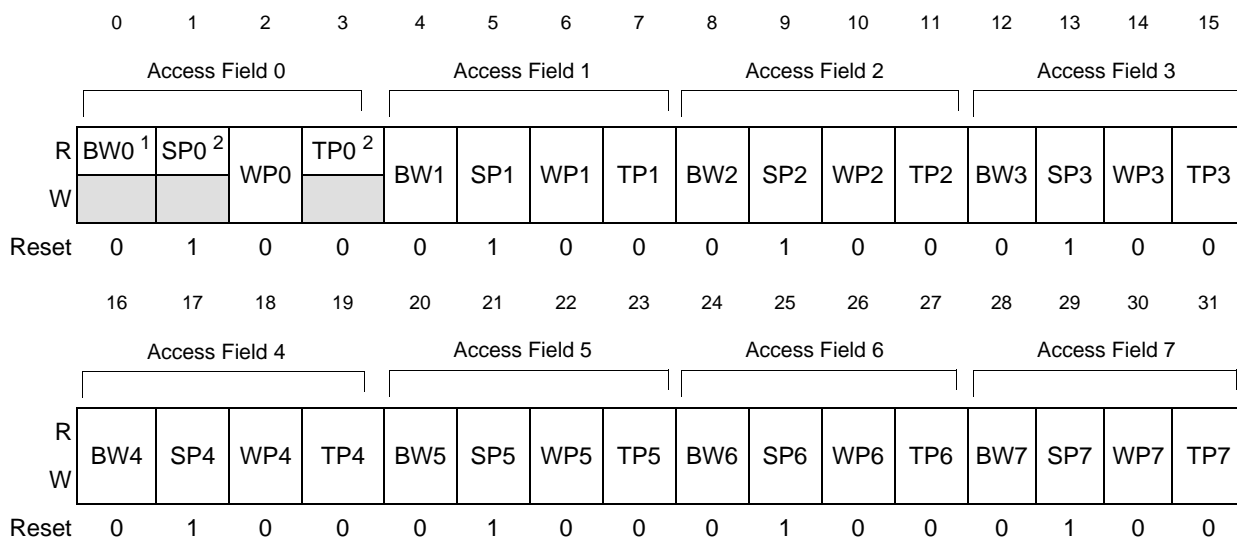 0 1 2 3 4 5 6 7 8 9 10 11 12 13 14 15
Access Field 0 Access Field 1 Access Field 2 Access Field 3
R BW0 1 SP0 2 WP0 TP0 2 BW1 SP1 WP1 TP1 BW2 SP2 WP2 TP2 BW3 SP3 WP3 TP3
W
Reset 0 1 0 0 0 1 0 0 0 1 0 0 0 1 0 0
16 17 18 19 20 21 22 23 24 25 26 27 28 29 30 31
Access Field 4 Access Field 5 Access Field 6 Access Field 7
R BW4 SP4 WP4 TP4 BW5 SP5 WP5 TP5 BW6 SP6 WP6 TP6 BW7 SP7 WP7 TP7
W
Reset 0 1 0 0 0 1 0 0 0 1 0 0 0 1 0 0